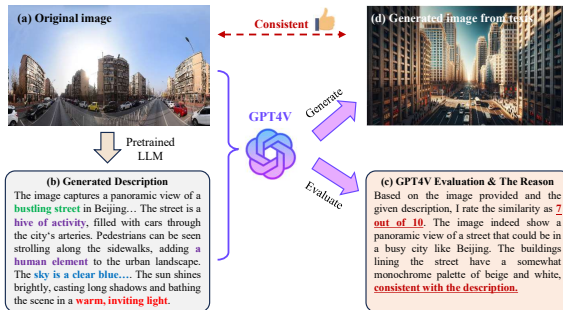 (a) Original image
Consistent
(d) Generated image from texts
Pretrained
LLM
GPT4V
Generate
Evaluate
(b) Generated Description
The image captures a panoramic view of a
bustling street in Beijing… The street is a
hive of activity, filled with cars through
the city's arteries. Pedestrians can be seen
strolling along the sidewalks, adding a
human element to the urban landscape.
The sky is a clear blue…. The sun shines
brightly, casting long shadows and bathing
the scene in a warm, inviting light.
(c) GPT4V Evaluation & The Reason
Based on the image provided and the
given description, I rate the similarity as 7
out of 10. The image indeed show a
panoramic view of a street that could be in
a busy city like Beijing. The buildings
lining the street have a somewhat
monochrome palette of beige and white,
consistent with the description.